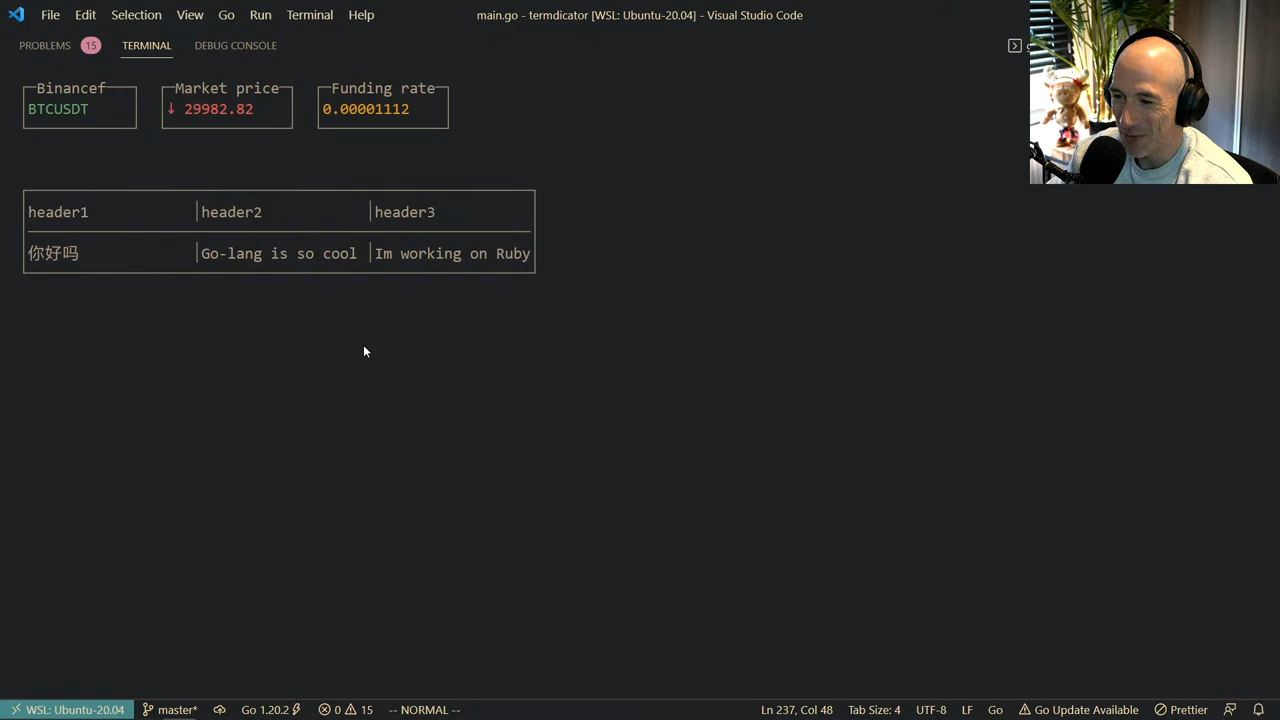 File Edit Selection View Go Run Terminal Help
main.go - termdicator [WSL: Ubuntu-20.04] - Visual Studio Code
PROBLEMS 15 TERMINAL DEBUG CONSOLE
Binancef Market price Funding rate
BTCUSDT ↓ 29982.82 0.00001112
header1 header2 header3
你好吗 Go-lang is so cool Im working on Ruby
WSL: Ubuntu-20.04 master* Go 1.20.2 0 15 -- NORMAL -- Ln 237, Col 48 Tab Size: 4 UTF-8 LF Go Go Update Available Prettier